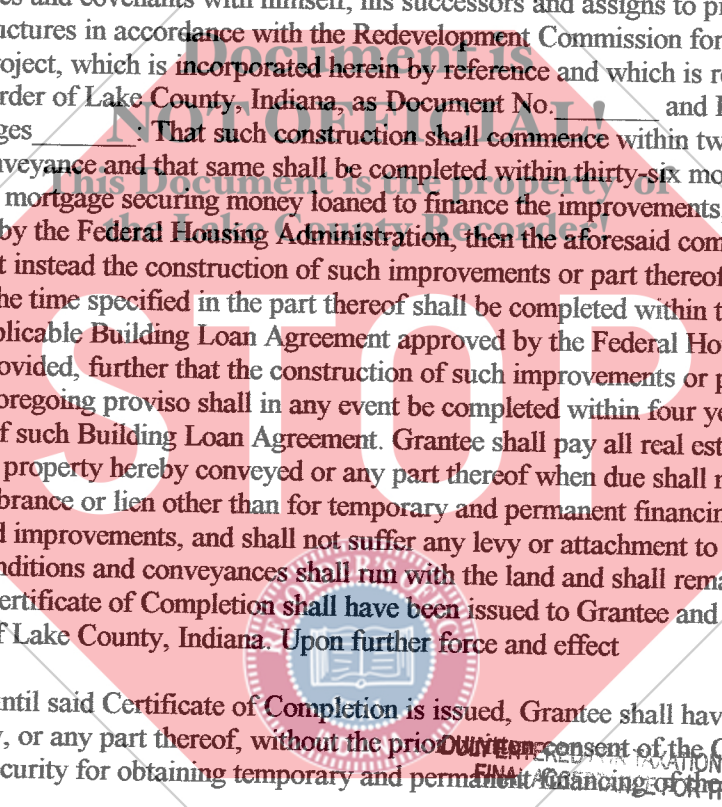 es and covenants with himself, his successors and assigns to p
uctures in accordance with the Redevelopment Commission for
roject, which is incorporated herein by reference and which is re
rder of Lake County, Indiana, as Document No.________ and
ges________: That such construction shall commence within tw
nveyance and that same shall be completed within thirty-six mo
mortgage securing money loaned to finance the improvements
by the Federal Housing Administration, then the aforesaid com
t instead the construction of such improvements or part thereof
he time specified in the part thereof shall be completed within t
plicable Building Loan Agreement approved by the Federal Ho
ovided, further that the construction of such improvements or p
oregoing proviso shall in any event be completed within four ye
f such Building Loan Agreement. Grantee shall pay all real est
property hereby conveyed or any part thereof when due shall
brance or lien other than for temporary and permanent financin
d improvements, and shall not suffer any levy or attachment to
nditions and conveyances shall run with the land and shall rema
ertificate of Completion shall have been issued to Grantee and
f Lake County, Indiana. Upon further force and effect
ntil said Certificate of Completion is issued, Grantee shall hav
, or any part thereof, without the prior written consent of the
curity for obtaining temporary and permanent financing of the
Document is
NOT OFFICIAL!
This Document is the property of
the Lake County Recorder!
STOP
DULY ENTERED FOR TAXATION
FINAL ACCEPTANCE FOR